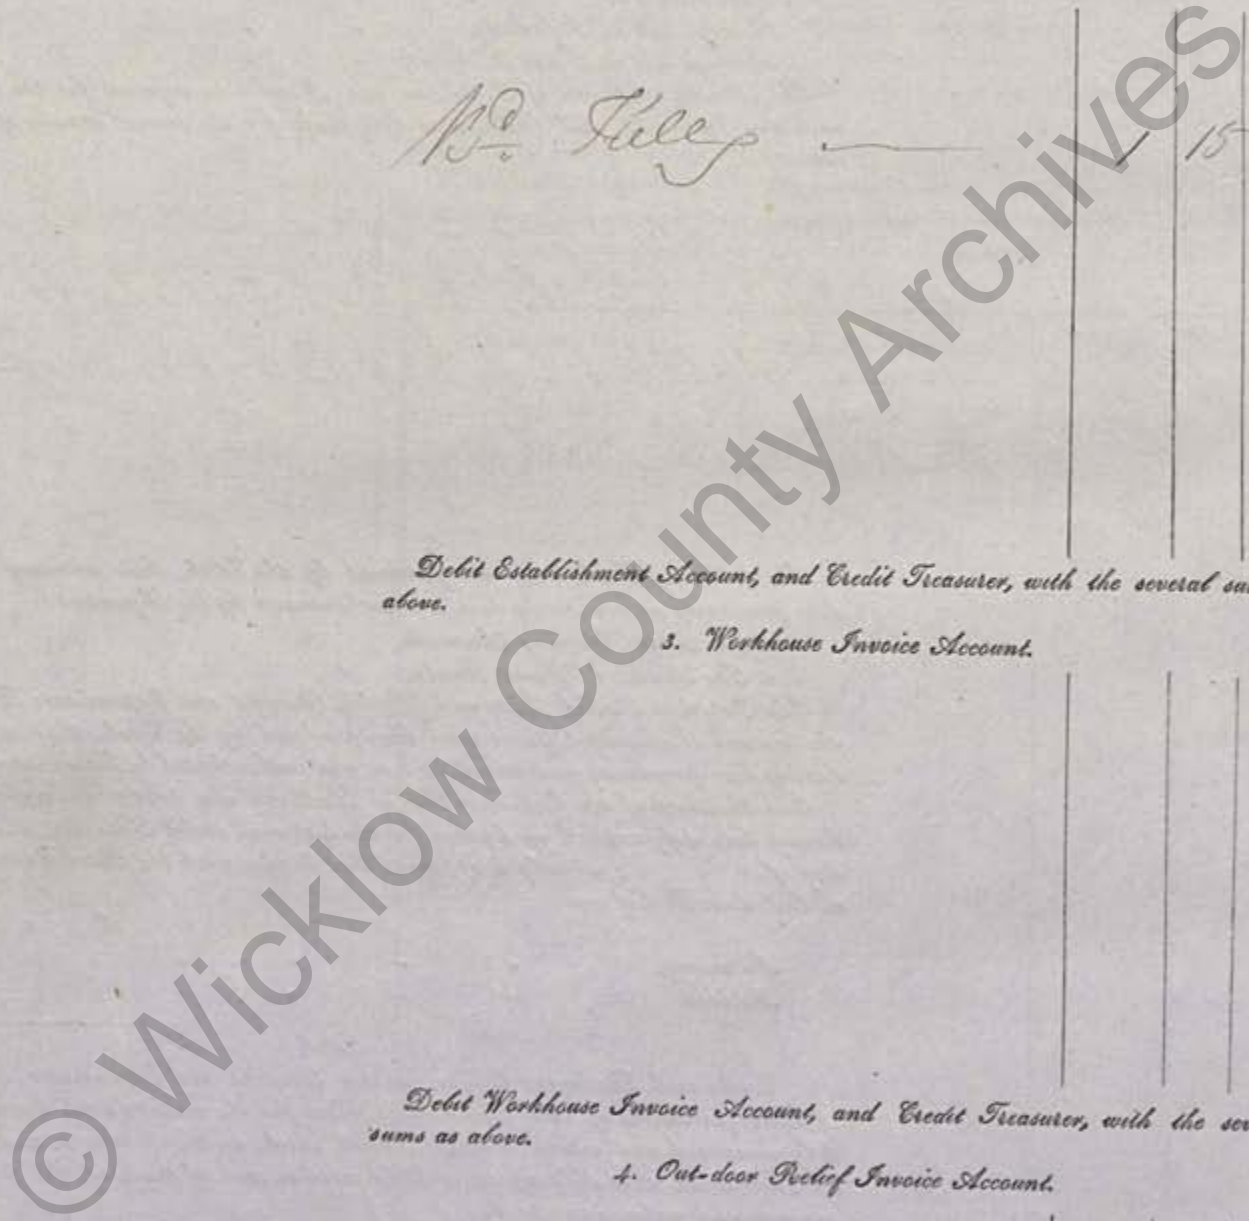 Kelly — 1 15
Debit Establishment Account, and Credit Treasurer, with the several su
above.
3. Workhouse Invoice Account.
Debit Workhouse Invoice Account, and Credit Treasurer, with the sev
sums as above.
4. Out-door Relief Invoice Account.
© Wicklow County Archives